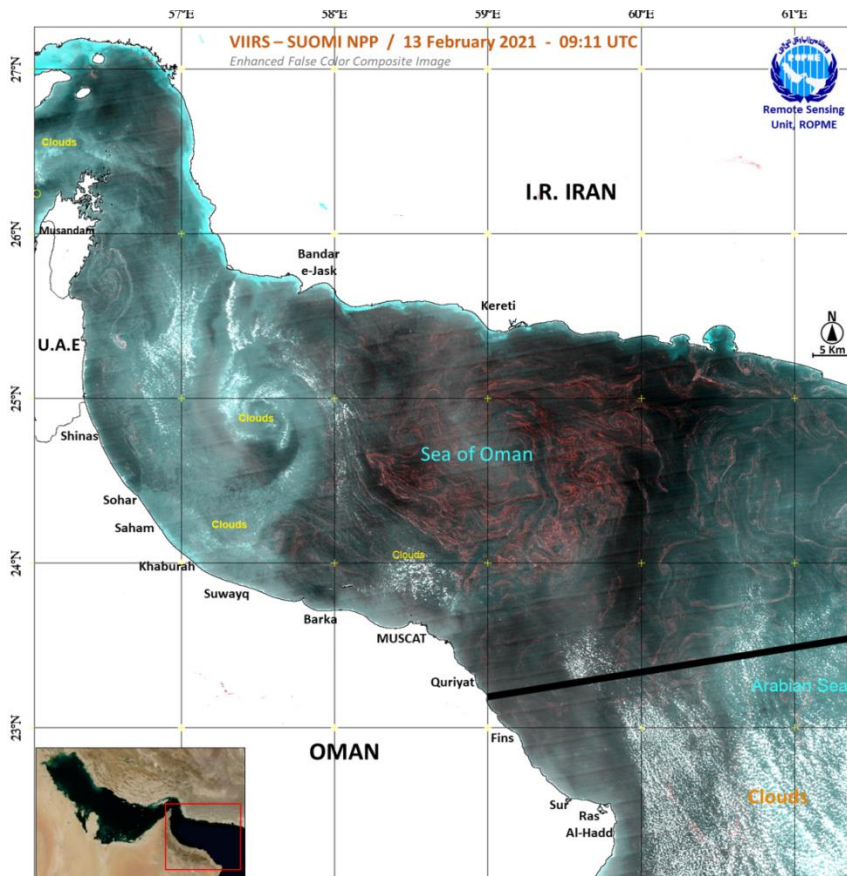 57°E
58°E
59°E
60°E
61°E
VIIRS – SUOMI NPP / 13 February 2021 - 09:11 UTC
Enhanced False Color Composite Image
ROPME
Remote Sensing
Unit, ROPME
27°N
Clouds
I.R. IRAN
26°N
Musandam
Bandar
e-Jask
Kereti
N
5 Km
U.A.E
25°N
Clouds
Shinas
Sea of Oman
Sohar
Saham
Clouds
Clouds
24°N
Khaburah
Suwayq
Barka
MUSCAT
Quriyat
Arabian Sea
23°N
Fins
OMAN
Clouds
Sur
Ras
Al-Hadd